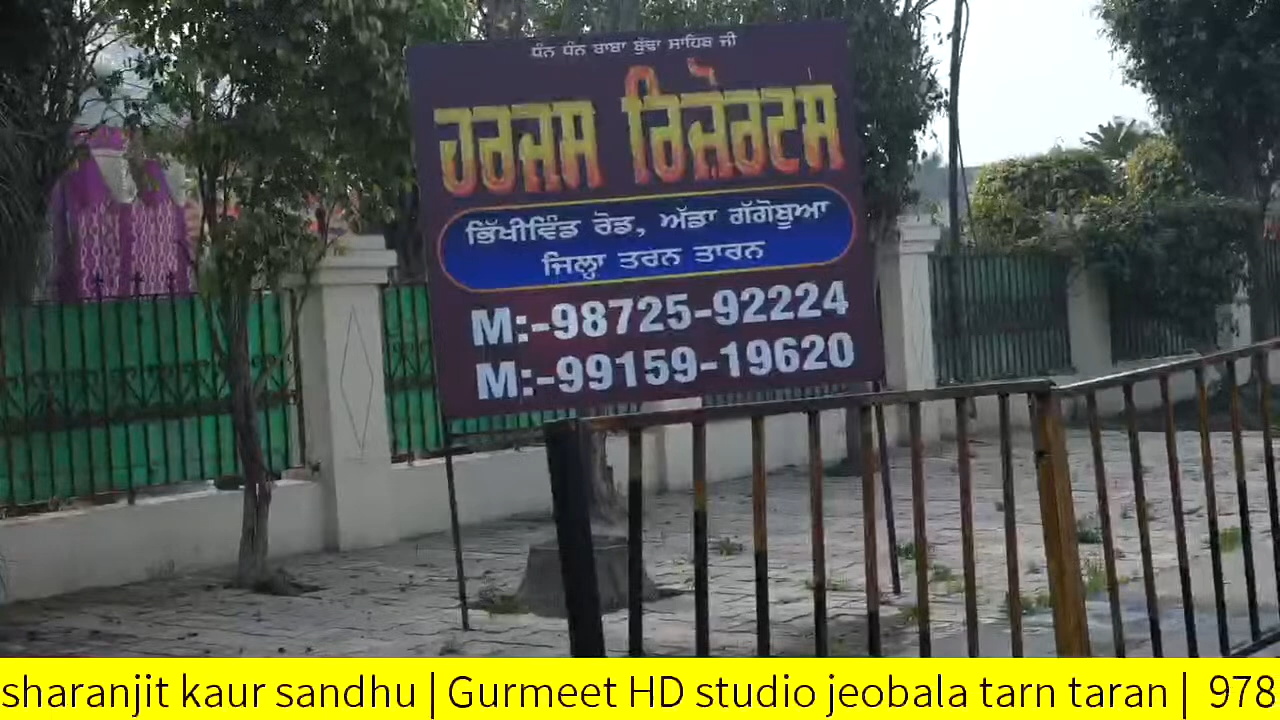 ਧੰਨ ਧੰਨ ਬਾਬਾ ਬੁੱਢਾ ਸਾਹਿਬ ਜੀ
ਹਰਜਸ ਰਿਜ਼ੋਰਟਸ
ਭਿੱਖੀਵਿੰਡ ਰੋਡ, ਅੱਡਾ ਗੱਗੋਬੂਆ
ਜਿਲ੍ਹਾ ਤਰਨ ਤਾਰਨ
M:-98725-92224
M:-99159-19620
sharanjit kaur sandhu | Gurmeet HD studio jeobala tarn taran | 978